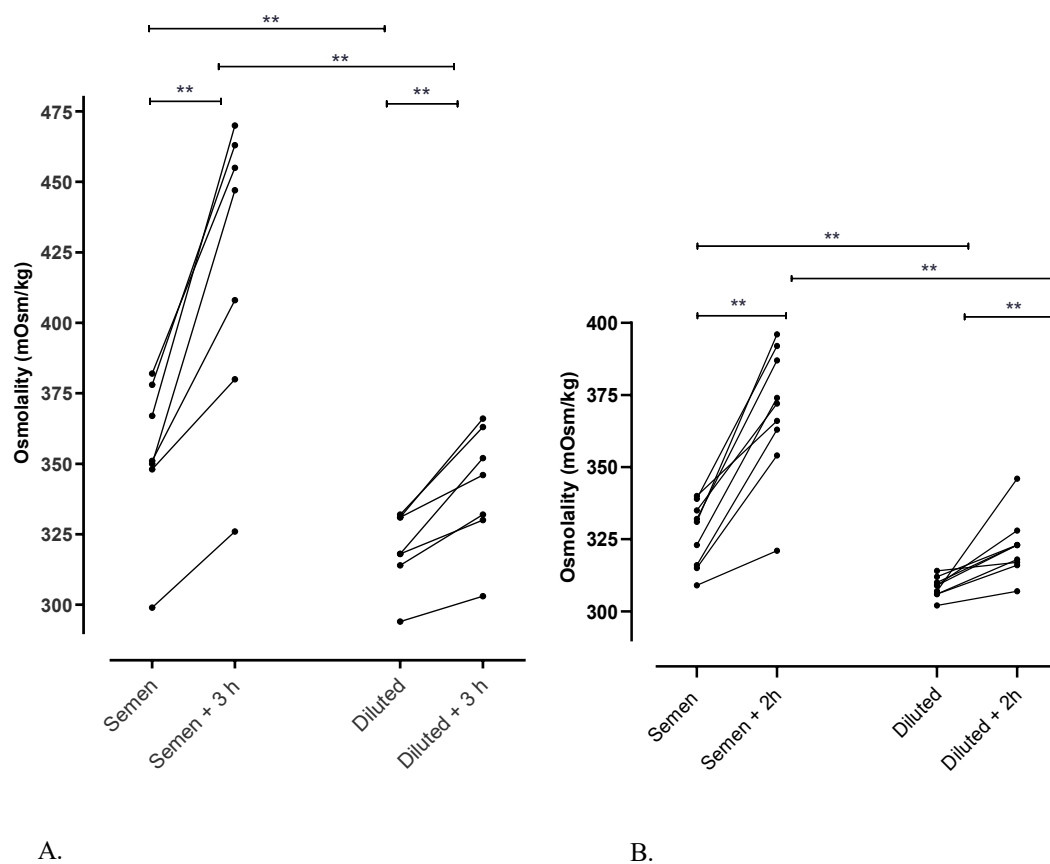 **
**
**
**
475
450
425
400
375
350
325
300
Osmolality (mOsm/kg)
Semen
Semen + 3 h
Diluted
Diluted + 3 h
A.
**
**
**
**
400
375
350
325
300
Osmolality (mOsm/kg)
Semen
Semen + 2h
Diluted
Diluted + 2h
B.